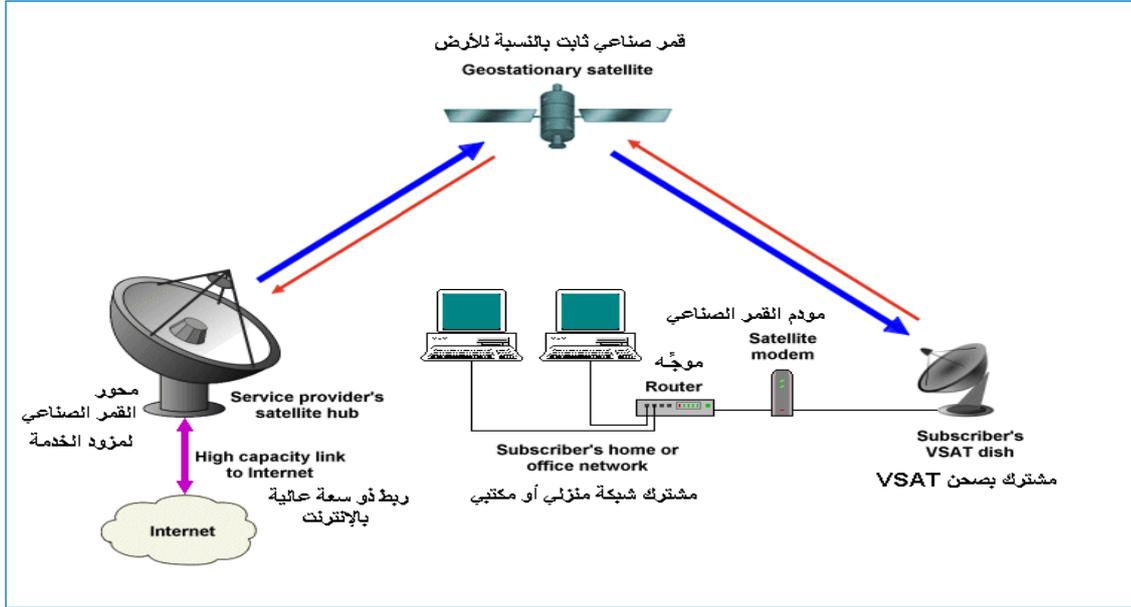 قمر صناعي ثابت بالنسبة للأرض
Geostationary satellite
محور
القمر الصناعي
لمزود الخدمة
Service provider's
satellite hub
High capacity link
to Internet
ربط ذو سعة عالية
بالإنترنت
Internet
مودم القمر الصناعي
Satellite
modem
موجِّه
Router
Subscriber's home or
office network
مشترك شبكة منزلي أو مكتبي
Subscriber's
VSAT dish
مشترك بصحن VSAT